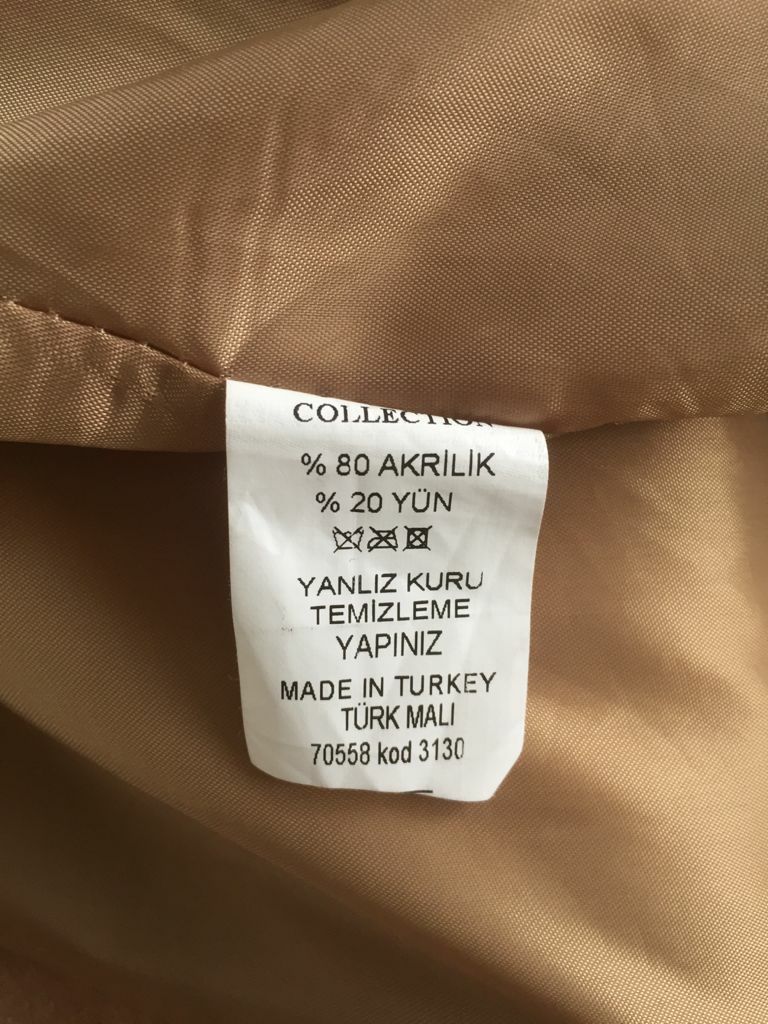 COLLECTION
% 80 AKRİLİK
% 20 YÜN
YANLIZ KURU
TEMİZLEME
YAPINIZ
MADE IN TURKEY
TÜRK MALI
70558 kod 3130